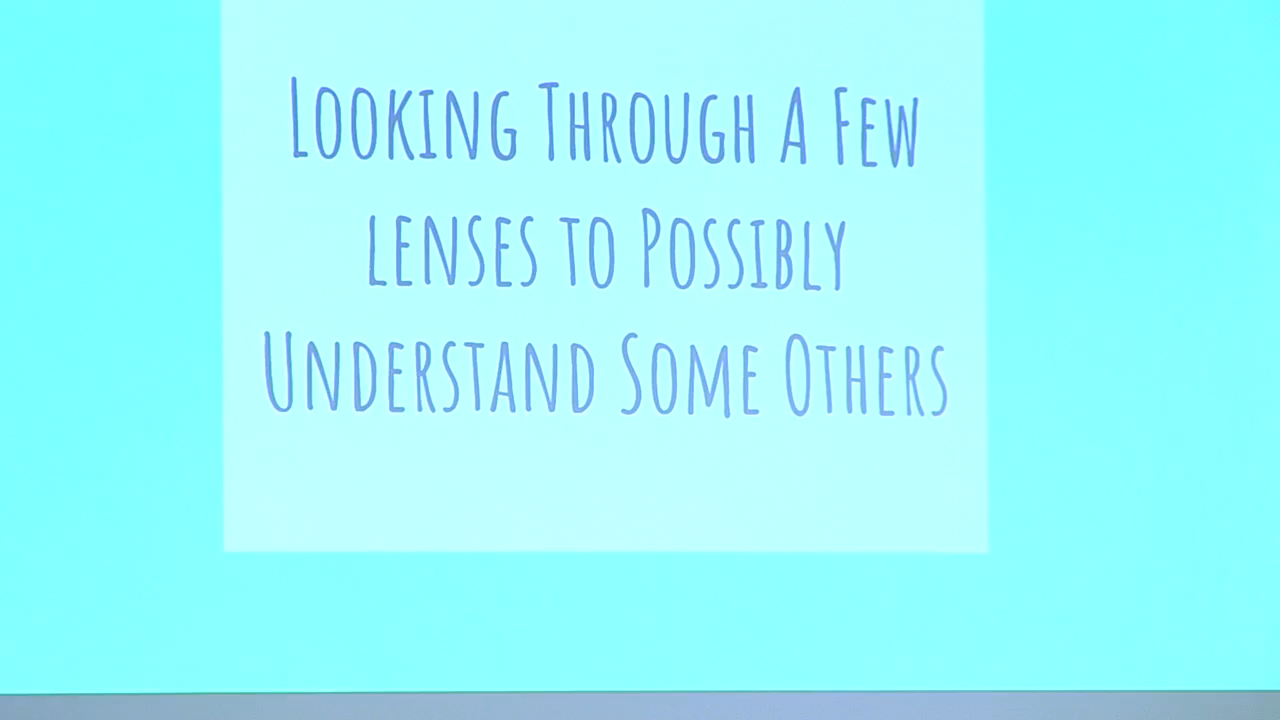 Looking Through A Few
lenses to Possibly
Understand Some Others